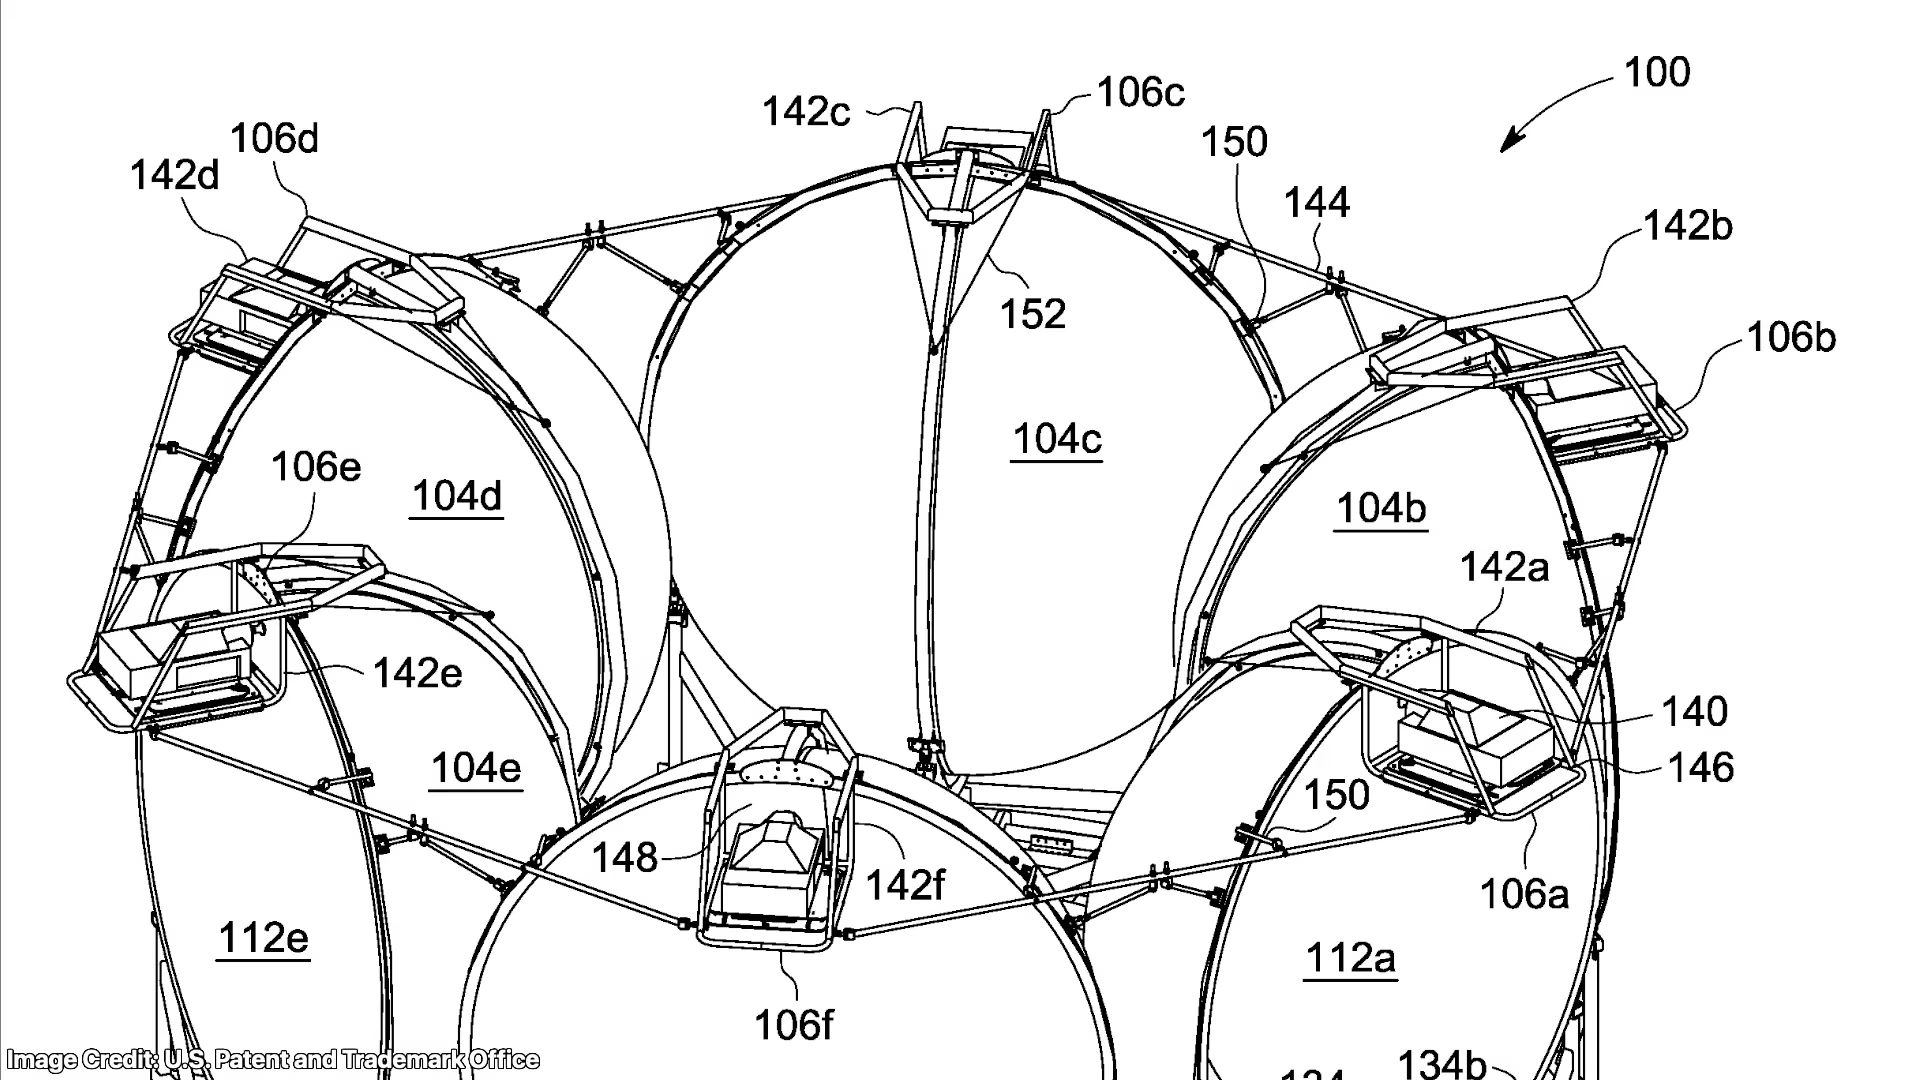 100
106c
142c
106d
150
142d
144
142b
152
106b
104c
106e
104d
104b
142a
142e
140
104e
146
150
148
142f
106a
112e
112a
106f
Image Credit: U.S. Patent and Trademark Office
134b
134